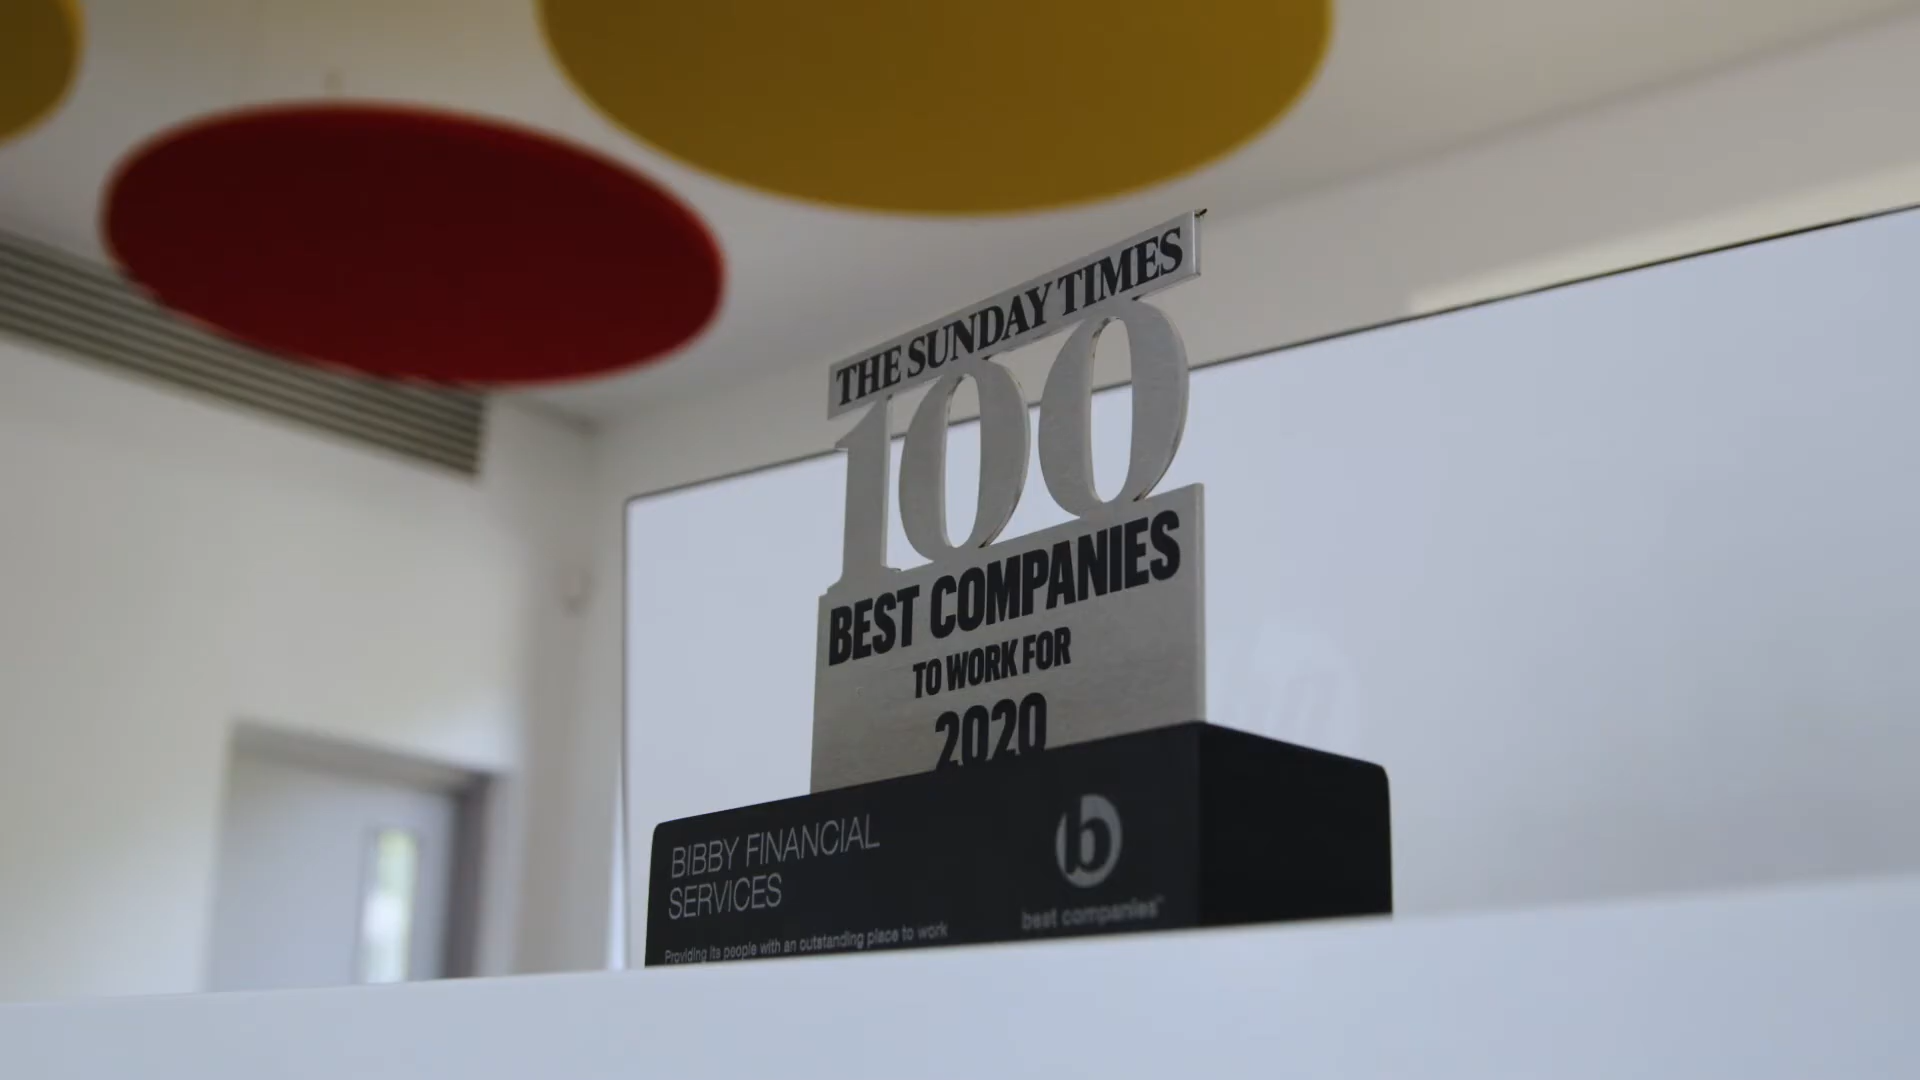 THE SUNDAY TIMES
100
BEST COMPANIES
TO WORK FOR
2020
BIBBY FINANCIAL
SERVICES
Providing its people with an outstanding place to work
b
best companies™